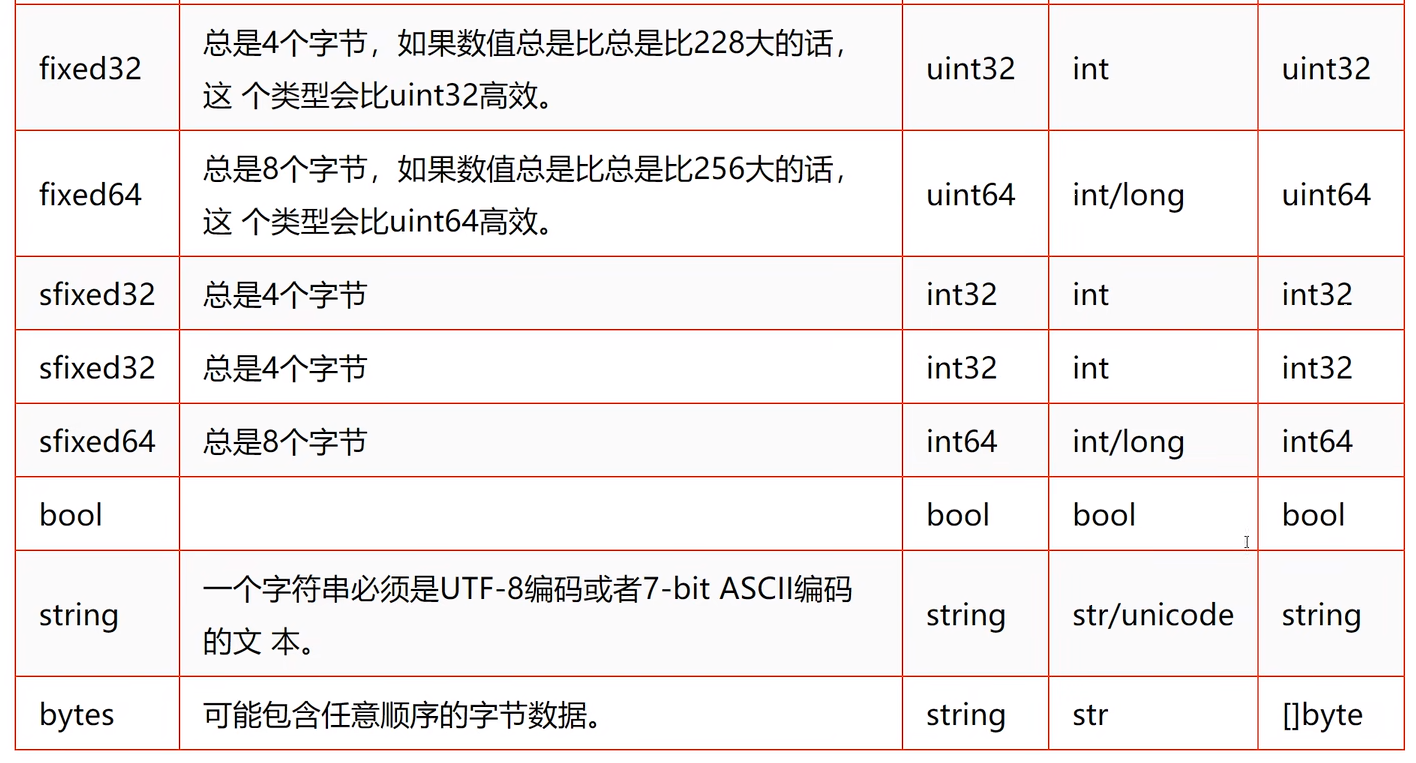 fixed32
总是4个字节，如果数值总是比总是比228大的话，
这 个类型会比uint32高效。
uint32
int
uint32
fixed64
总是8个字节，如果数值总是比总是比256大的话，
这 个类型会比uint64高效。
uint64
int/long
uint64
sfixed32
总是4个字节
int32
int
int32
sfixed32
总是4个字节
int32
int
int32
sfixed64
总是8个字节
int64
int/long
int64
bool
bool
bool
bool
string
一个字符串必须是UTF-8编码或者7-bit ASCII编码
的文 本。
string
str/unicode
string
bytes
可能包含任意顺序的字节数据。
string
str
[]byte